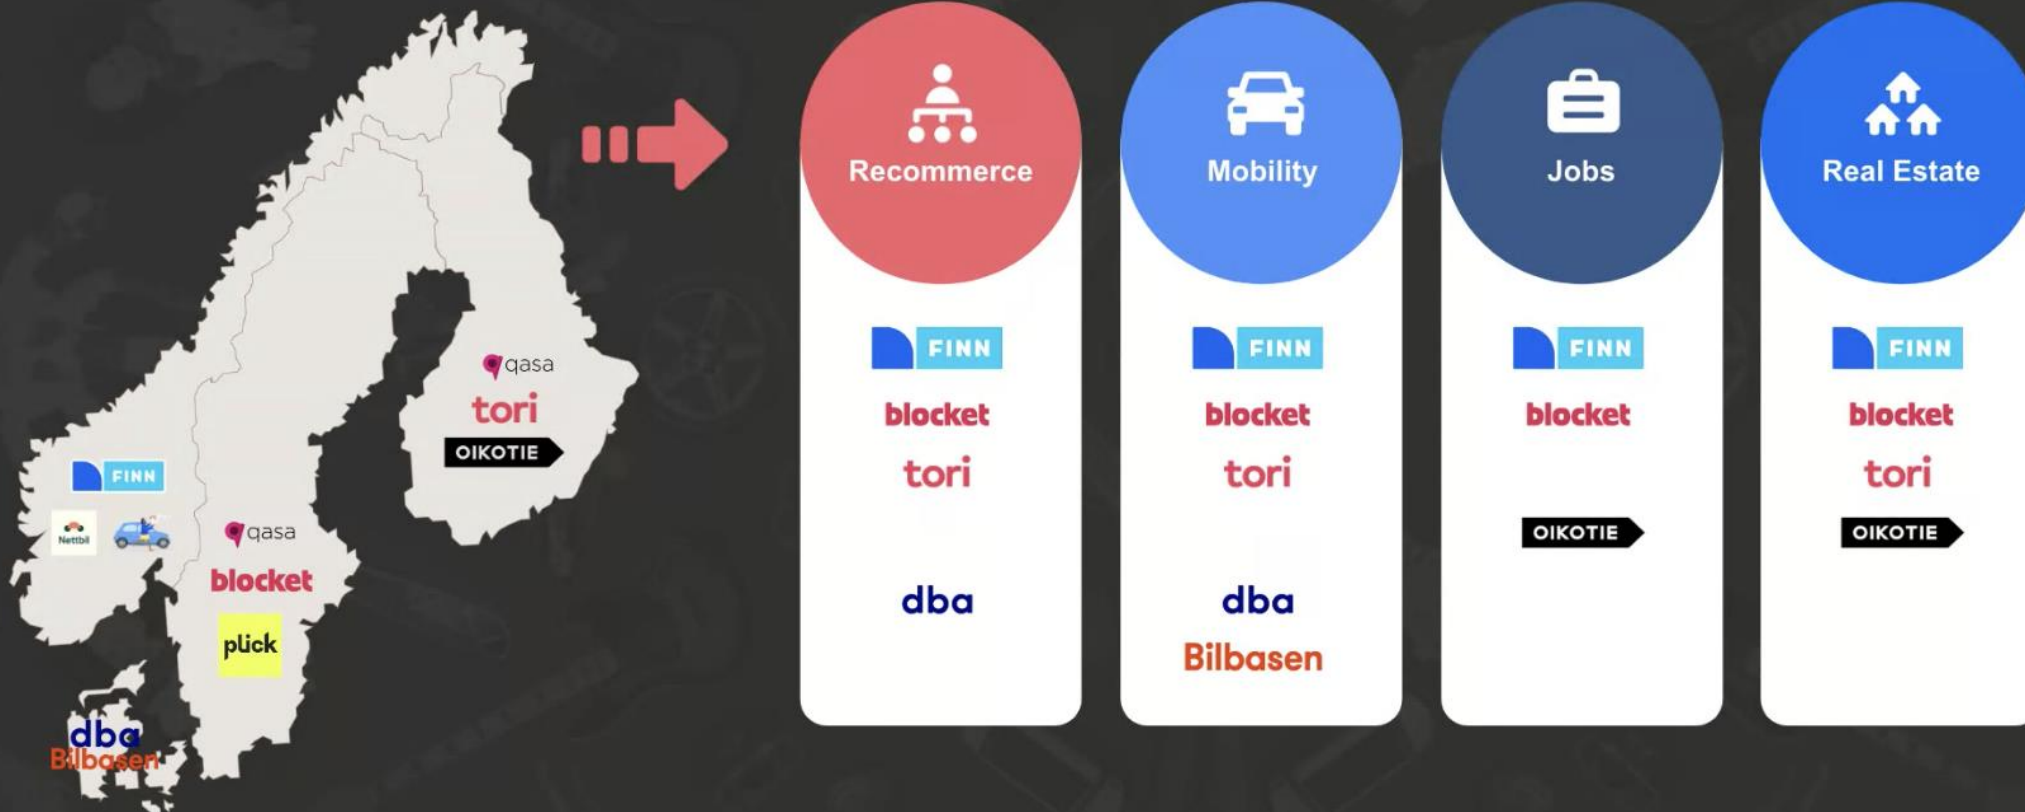 Recommerce
FINN
blocket
tori
dba
Mobility
FINN
blocket
tori
dba
Bilbasen
Jobs
FINN
blocket
OIKOTIE
Real Estate
FINN
blocket
tori
OIKOTIE
qasa
tori
OIKOTIE
FINN
Nettbil
qasa
blocket
plick
dba
Bilbasen